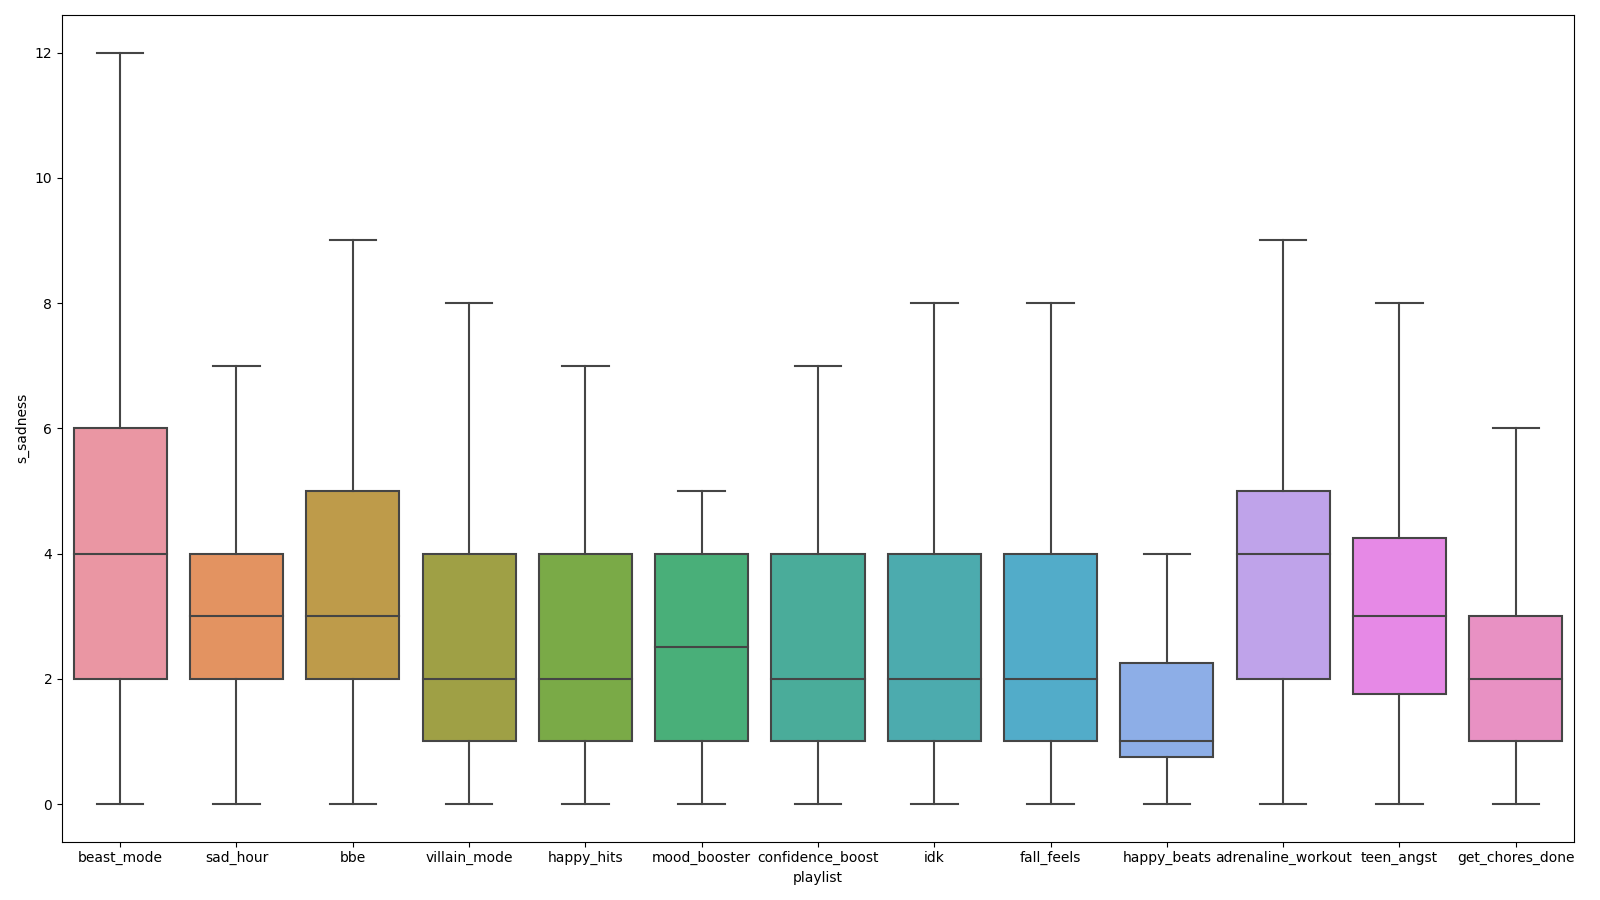 12
10
8
6
4
2
0
s_sadness
beast_mode sad_hour bbe villain_mode happy_hits mood_booster confidence_boost idk fall_feels happy_beats adrenaline_workout teen_angst get_chores_done
playlist